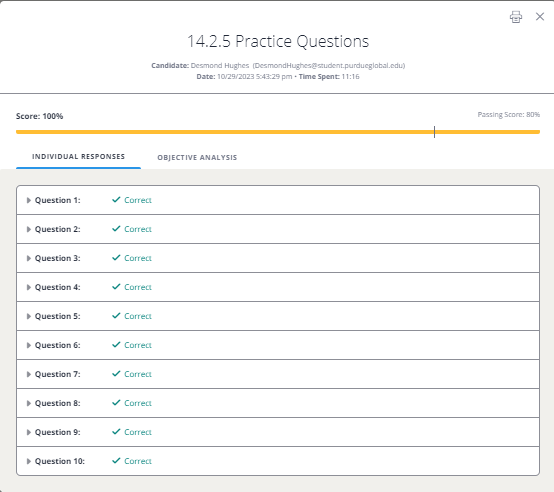 14.2.5 Practice Questions
Candidate: Desmond Hughes (DesmondHughes@student.purdueglobal.edu)
Date: 10/29/2023 5:43:29 pm • Time Spent: 11:16
Score: 100%
Passing Score: 80%
INDIVIDUAL RESPONSES
OBJECTIVE ANALYSIS
Question 1: Correct
Question 2: Correct
Question 3: Correct
Question 4: Correct
Question 5: Correct
Question 6: Correct
Question 7: Correct
Question 8: Correct
Question 9: Correct
Question 10: Correct